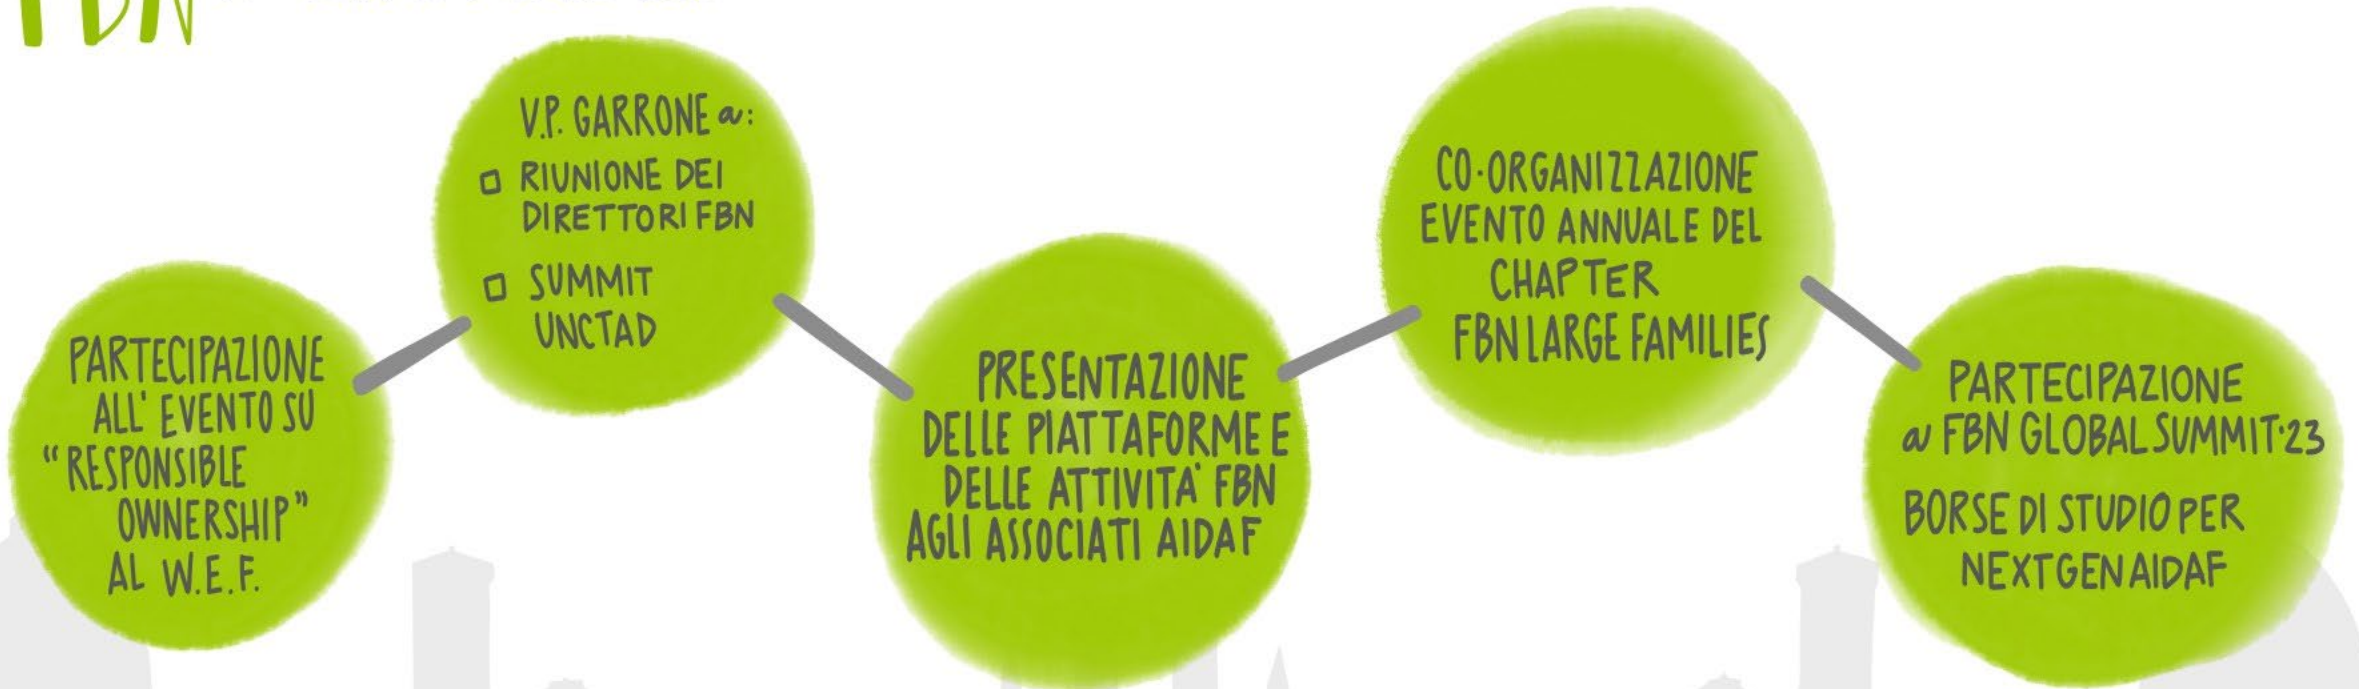 FBN
PARTECIPAZIONE
ALL' EVENTO SU
"RESPONSIBLE
OWNERSHIP"
AL W.E.F.
V.P. GARRONE a:
RIUNIONE DEI
DIRETTORI FBN
SUMMIT
UNCTAD
PRESENTAZIONE
DELLE PIATTAFORME E
DELLE ATTIVITA' FBN
AGLI ASSOCIATI AIDAF
CO-ORGANIZZAZIONE
EVENTO ANNUALE DEL
CHAPTER
FBN LARGE FAMILIES
PARTECIPAZIONE
a FBN GLOBAL SUMMIT '23
BORSE DI STUDIO PER
NEXTGEN AIDAF